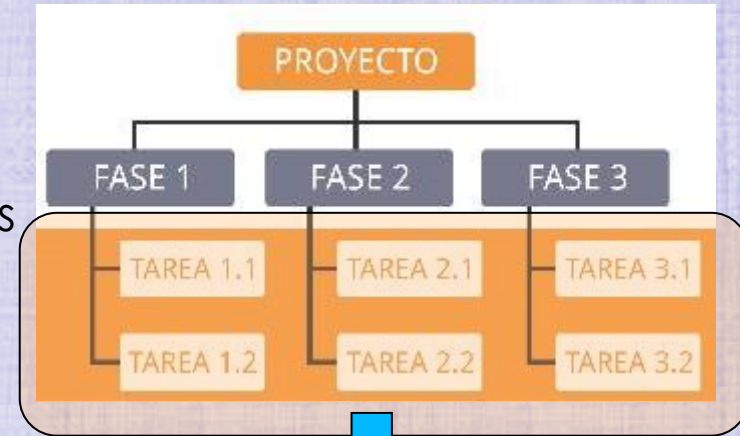 PROYECTO
FASE 1 FASE 2 FASE 3
S
TAREA 1.1 TAREA 2.1 TAREA 3.1
TAREA 1.2 TAREA 2.2 TAREA 3.2